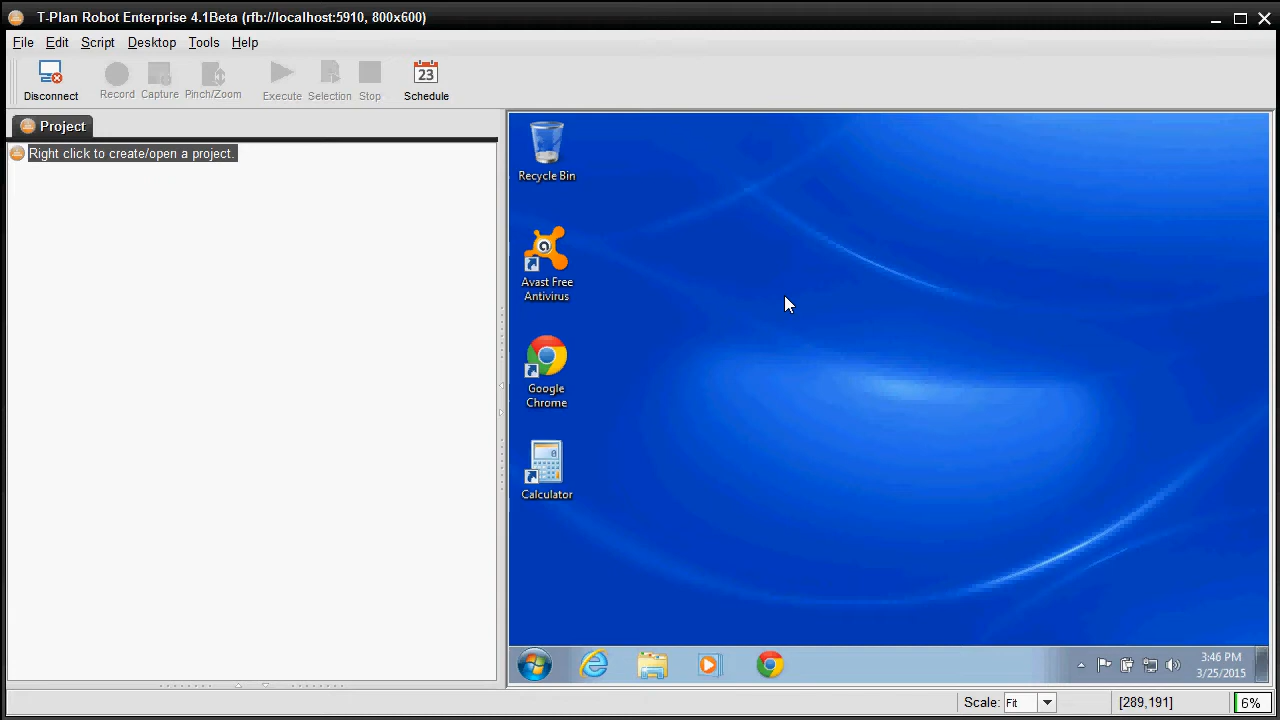 T-Plan Robot Enterprise 4.1Beta (rfb://localhost:5910, 800x600)
File Edit Script Desktop Tools Help
23
Disconnect Record Capture Pinch/Zoom Execute Selection Stop Schedule
Project
Right click to create/open a project.
Recycle Bin
Avast Free
Antivirus
Google
Chrome
0
Calculator
3:46 PM
3/25/2015
Scale: Fit [289,191] 6%